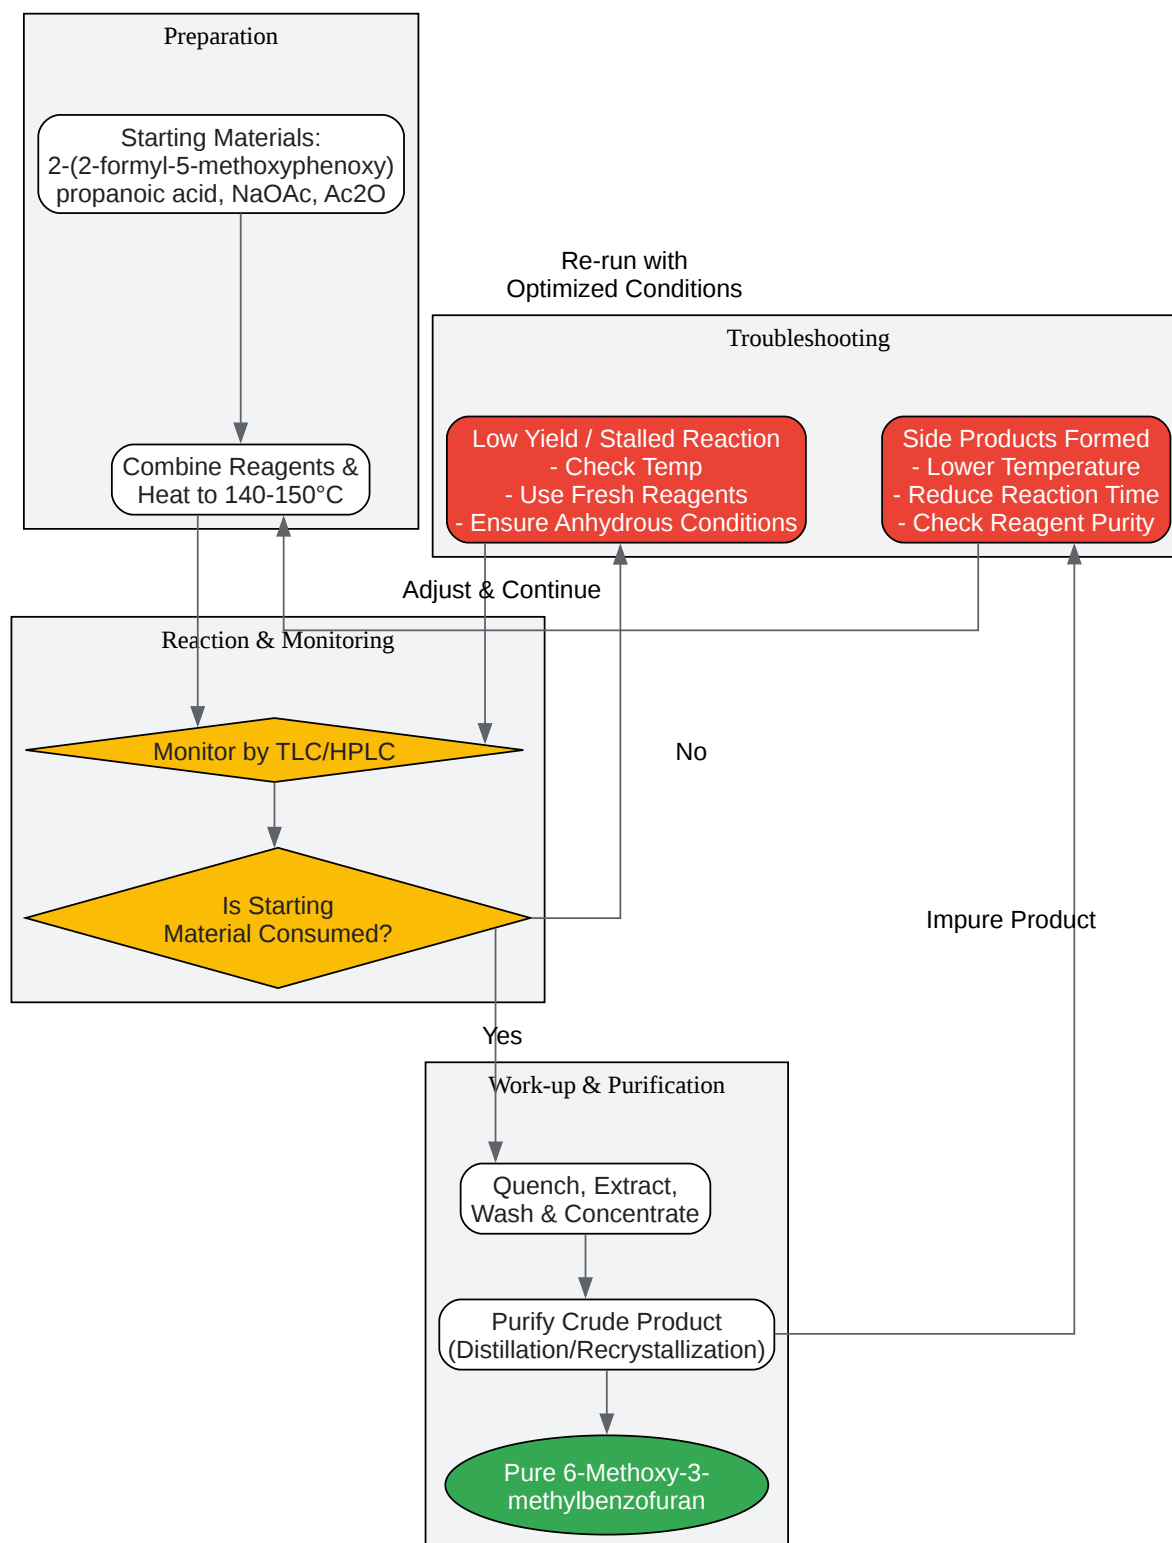 Preparation
Starting Materials:
2-(2-formyl-5-methoxyphenoxy)
propanoic acid, NaOAc, Ac2O
Re-run with
Optimized Conditions
Troubleshooting
Low Yield / Stalled Reaction
- Check Temp
- Use Fresh Reagents
- Ensure Anhydrous Conditions
Side Products Formed
- Lower Temperature
- Reduce Reaction Time
- Check Reagent Purity
Combine Reagents &
Heat to 140-150°C
Adjust & Continue
Reaction & Monitoring
Monitor by TLC/HPLC
No
Is Starting
Material Consumed?
Impure Product
Yes
Work-up & Purification
Quench, Extract,
Wash & Concentrate
Purify Crude Product
(Distillation/Recrystallization)
Pure 6-Methoxy-3-
methylbenzofuran